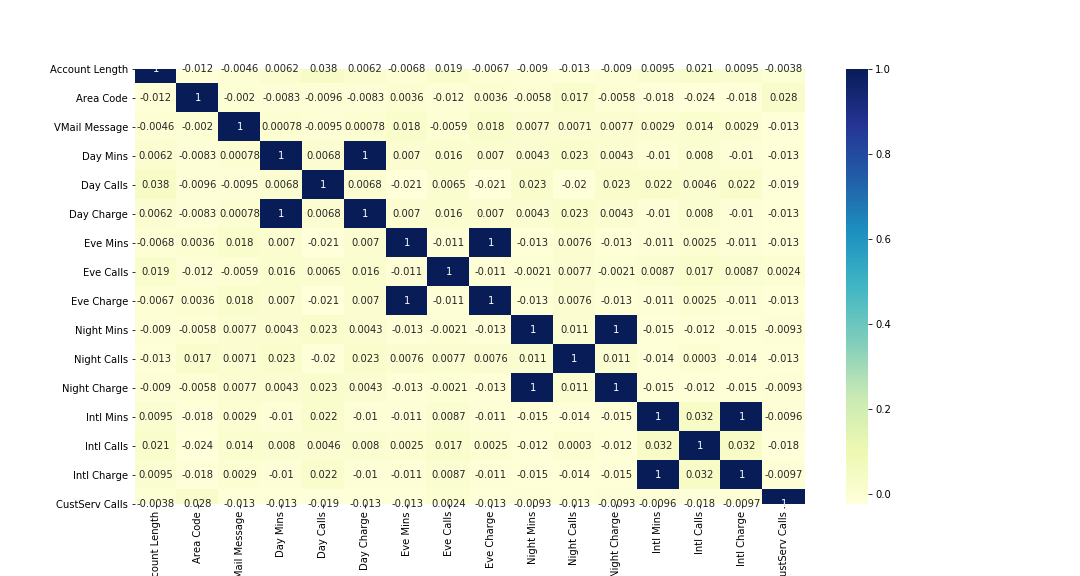 Account Length 1 -0.012 -0.0046 0.0062 0.038 0.0062 -0.0068 0.019 -0.0067 -0.009 -0.013 -0.009 0.0095 0.021 0.0095 -0.0038
Area Code -0.012 1 -0.002 -0.0083 -0.0096 -0.0083 0.0036 -0.012 0.0036 -0.0058 0.017 -0.0058 -0.018 -0.024 -0.018 0.028
VMail Message -0.0046 -0.002 1 0.00078 -0.0095 0.00078 0.018 -0.0059 0.018 0.0077 0.0071 0.0077 0.0029 0.014 0.0029 -0.013
Day Mins 0.0062 -0.0083 0.00078 1 0.0068 1 0.007 0.016 0.007 0.0043 0.023 0.0043 -0.01 0.008 -0.01 -0.013
Day Calls 0.038 -0.0096 -0.0095 0.0068 1 0.0068 -0.021 0.0065 -0.021 0.023 -0.02 0.023 0.022 0.0046 0.022 -0.019
Day Charge 0.0062 -0.0083 0.00078 1 0.0068 1 0.007 0.016 0.007 0.0043 0.023 0.0043 -0.01 0.008 -0.01 -0.013
Eve Mins -0.0068 0.0036 0.018 0.007 -0.021 0.007 1 -0.011 1 -0.013 0.0076 -0.013 -0.011 0.0025 -0.011 -0.013
Eve Calls 0.019 -0.012 -0.0059 0.016 0.0065 0.016 -0.011 1 -0.011 -0.0021 0.0077 -0.0021 0.0087 0.017 0.0087 0.0024
Eve Charge -0.0067 0.0036 0.018 0.007 -0.021 0.007 1 -0.011 1 -0.013 0.0076 -0.013 -0.011 0.0025 -0.011 -0.013
Night Mins -0.009 -0.0058 0.0077 0.0043 0.023 0.0043 -0.013 -0.0021 -0.013 1 0.011 1 -0.015 -0.012 -0.015 -0.0093
Night Calls -0.013 0.017 0.0071 0.023 -0.02 0.023 0.0076 0.0077 0.0076 0.011 1 0.011 -0.014 0.0003 -0.014 -0.013
Night Charge -0.009 -0.0058 0.0077 0.0043 0.023 0.0043 -0.013 -0.0021 -0.013 1 0.011 1 -0.015 -0.012 -0.015 -0.0093
Intl Mins 0.0095 -0.018 0.0029 -0.01 0.022 -0.01 -0.011 0.0087 -0.011 -0.015 -0.014 -0.015 1 0.032 1 -0.0096
Intl Calls 0.021 -0.024 0.014 0.008 0.0046 0.008 0.0025 0.017 0.0025 -0.012 0.0003 -0.012 0.032 1 0.032 -0.018
Intl Charge 0.0095 -0.018 0.0029 -0.01 0.022 -0.01 -0.011 0.0087 -0.011 -0.015 -0.014 -0.015 1 0.032 1 -0.0097
CustServ Calls -0.0038 0.028 -0.013 -0.013 -0.019 -0.013 -0.013 0.0024 -0.013 -0.0093 -0.013 -0.0093 -0.0096 -0.018 -0.0097 1
count Length
Area Code
Mail Message
Day Mins
Day Calls
Day Charge
Eve Mins
Eve Calls
Eve Charge
Night Mins
Night Calls
Night Charge
Intl Mins
Intl Calls
Intl Charge
ustServ Calls
1.0
0.8
0.6
0.4
0.2
0.0